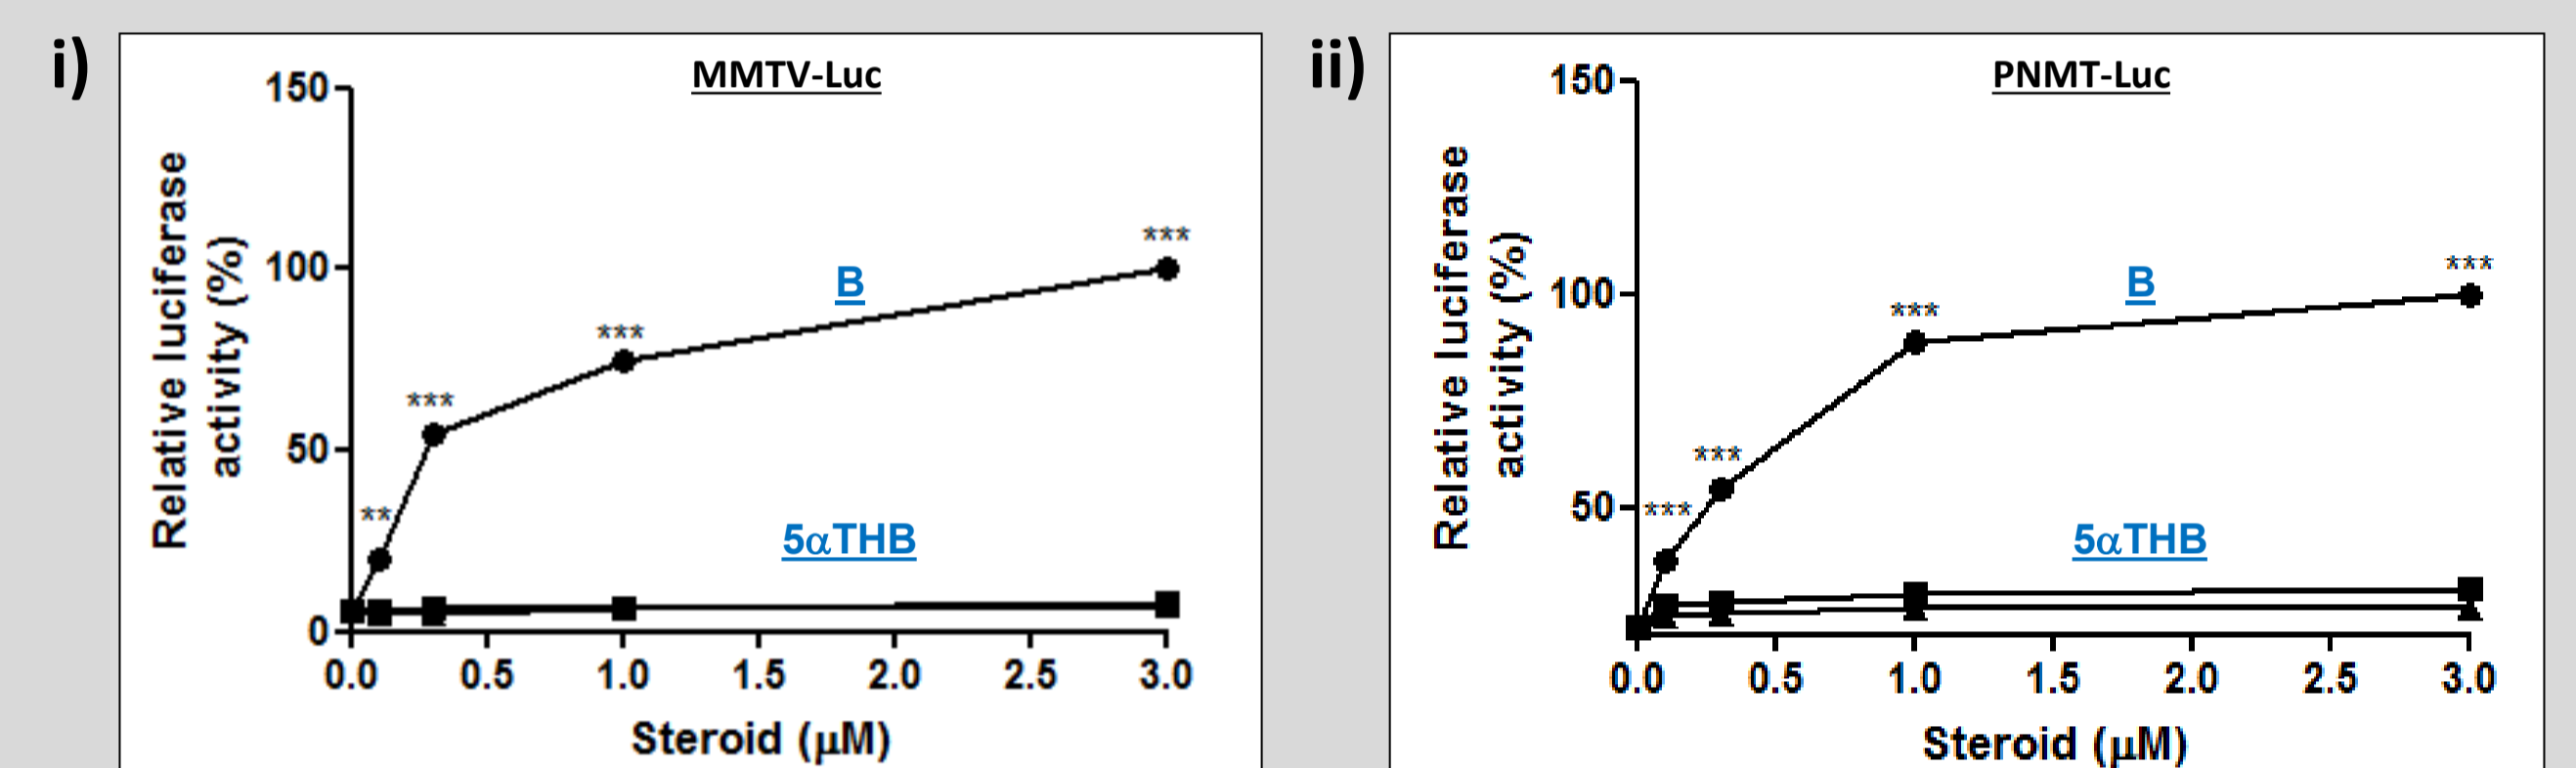 i)
MMTV-Luc
Relative luciferase
activity (%)
150
100
50
0
**
***
***
***
B
5αTHB
0.0 0.5 1.0 1.5 2.0 2.5 3.0
Steroid (μM)
ii)
PNMT-Luc
Relative luciferase
activity (%)
150
100
50
***
***
***
***
B
5αTHB
0.0 0.5 1.0 1.5 2.0 2.5 3.0
Steroid (μM)